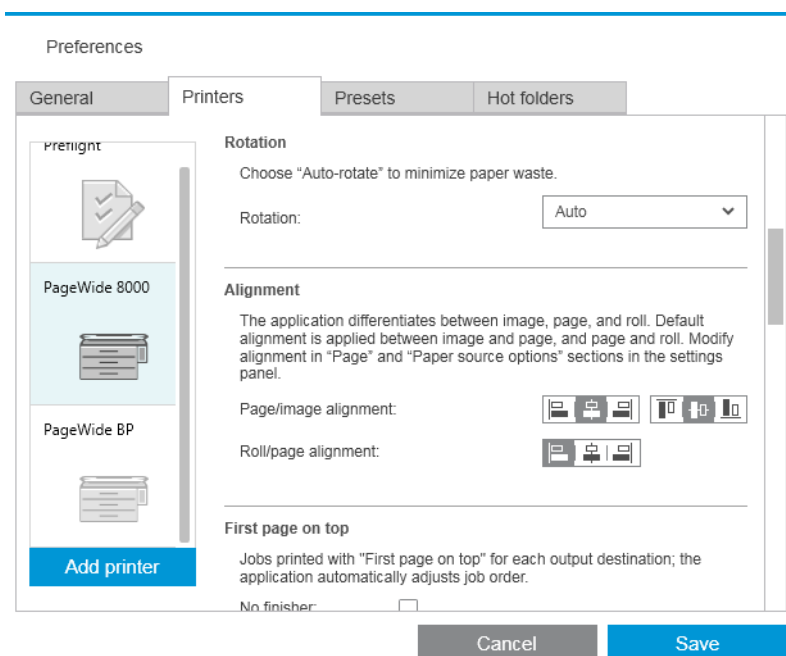 Preferences
General
Printers
Presets
Hot folders
Preflight
PageWide 8000
PageWide BP
Add printer
Rotation
Choose “Auto-rotate” to minimize paper waste.
Rotation:
Auto
Alignment
The application differentiates between image, page, and roll. Default
alignment is applied between image and page, and page and roll. Modify
alignment in “Page” and “Paper source options” sections in the settings
panel.
Page/image alignment:
Roll/page alignment:
First page on top
Jobs printed with "First page on top" for each output destination; the
application automatically adjusts job order.
No finisher:
Cancel
Save